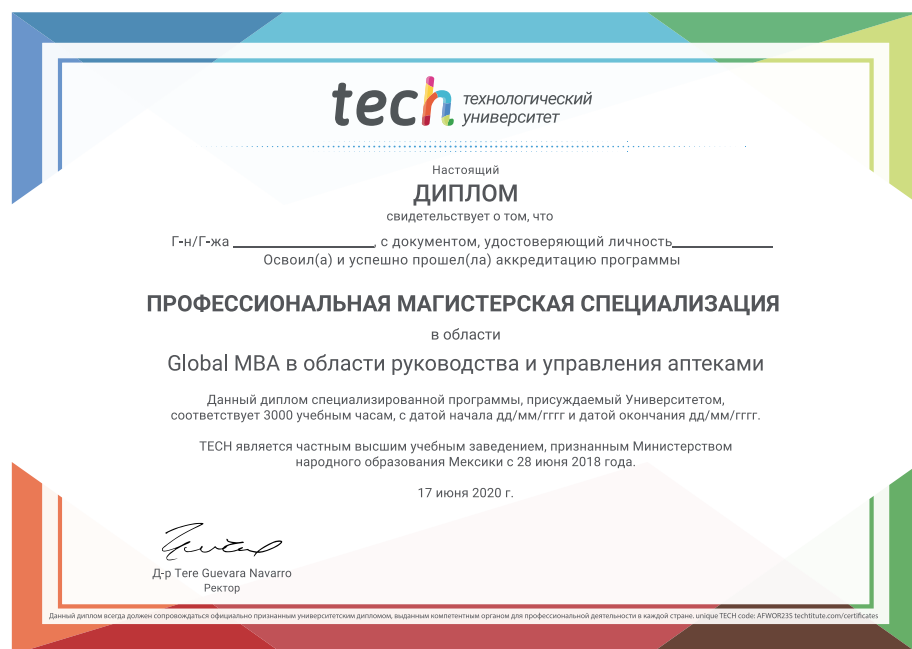 tech технологический
университет
Настоящий
ДИПЛОМ
свидетельствует о том, что
Г-н/Г-жа ____________________, с документом, удостоверяющий личность______________
Освоил(а) и успешно прошел(ла) аккредитацию программы
ПРОФЕССИОНАЛЬНАЯ МАГИСТЕРСКАЯ СПЕЦИАЛИЗАЦИЯ
в области
Global MBA в области руководства и управления аптеками
Данный диплом специализированной программы, присуждаемый Университетом,
соответствует 3000 учебным часам, с датой начала дд/мм/гггг и датой окончания дд/мм/гггг.
TECH является частным высшим учебным заведением, признанным Министерством
народного образования Мексики с 28 июня 2018 года.
17 июня 2020 г.
Д-р Tere Guevara Navarro
Ректор
Данный диплом всегда должен сопровождаться официально признанным университетским дипломом, выданным компетентным органом для профессиональной деятельности в каждой стране. unique TECH code: AFWOR23S techtitute.com/certificates